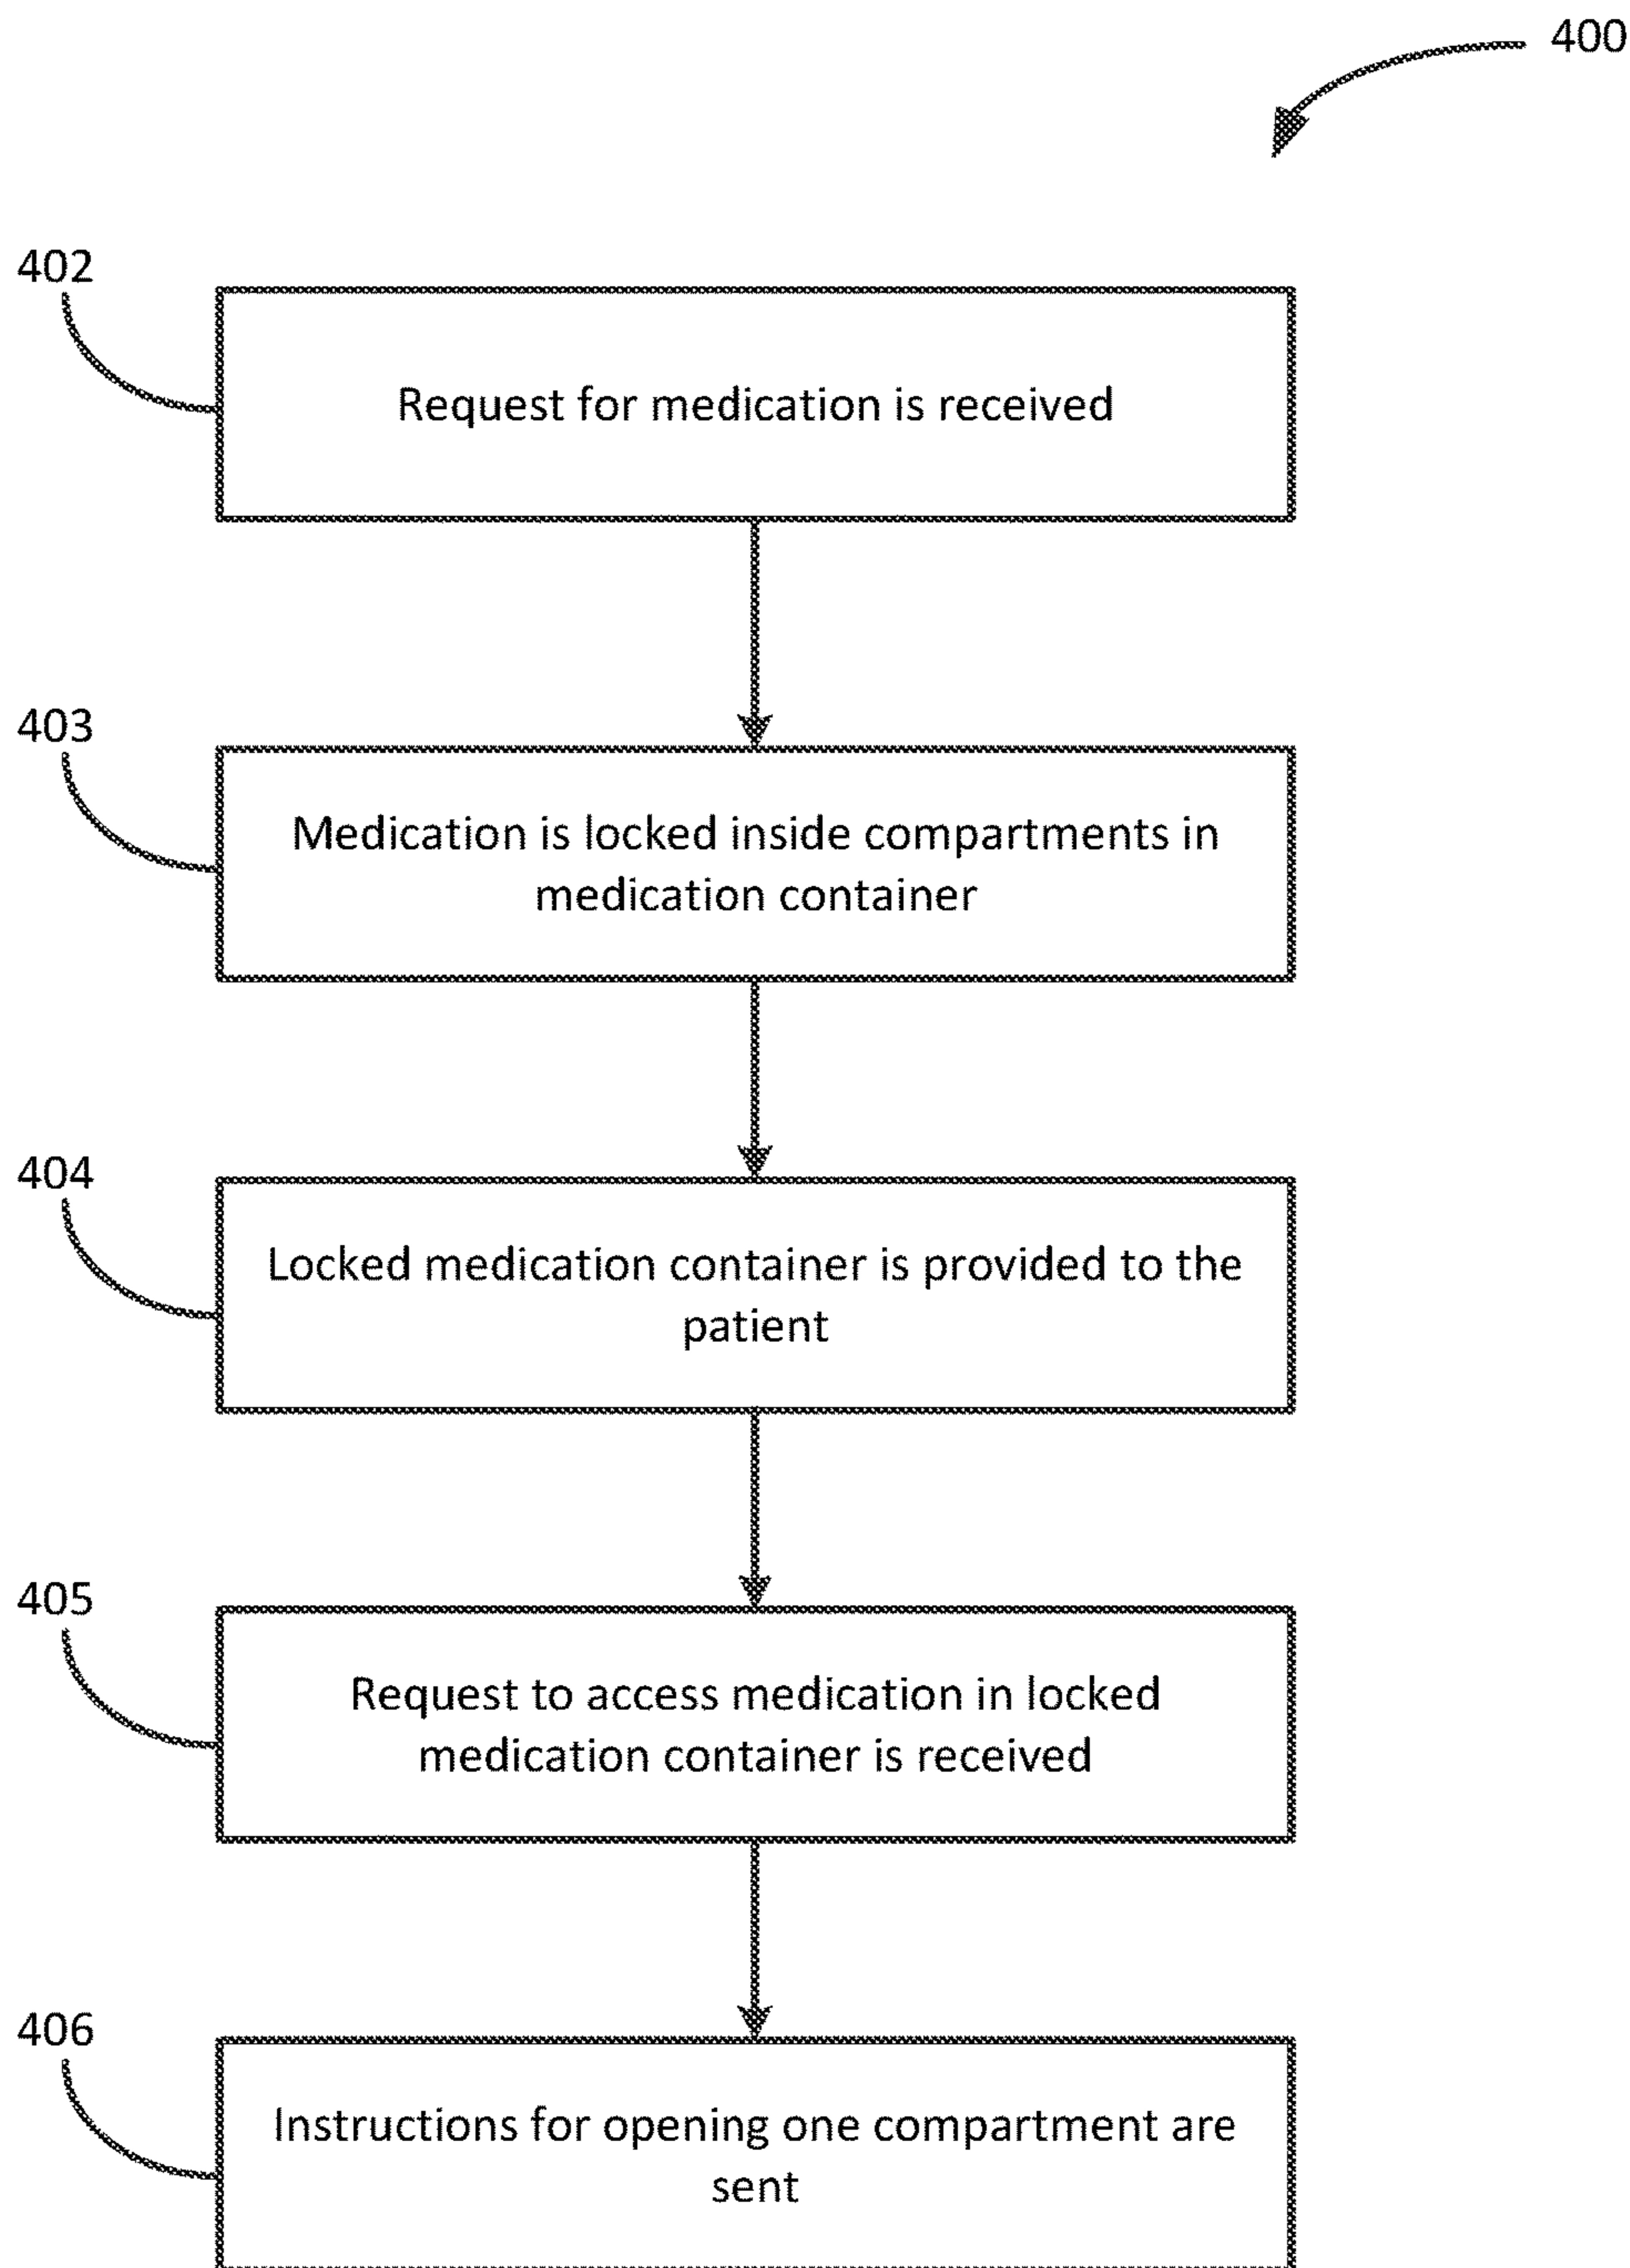 400
402
Request for medication is received
403
Medication is locked inside compartments in
medication container
404
Locked medication container is provided to the
patient
405
Request to access medication in locked
medication container is received
406
Instructions for opening one compartment are
sent